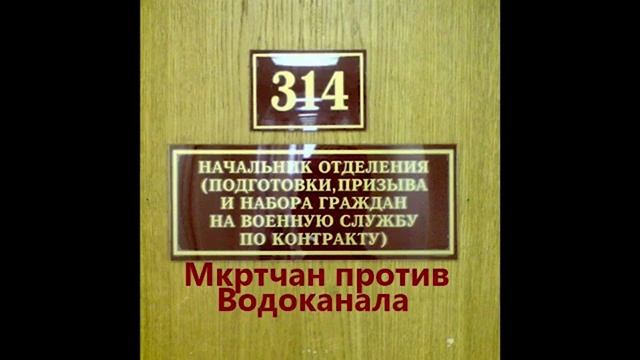 314
НАЧАЛЬНИК ОТДЕЛЕНИЯ
(ПОДГОТОВКИ, ПРИЗЫВА
И НАБОРА ГРАЖДАН
НА ВОЕННУЮ СЛУЖБУ
ПО КОНТРАКТУ)
Мкртчан против
Водоканала